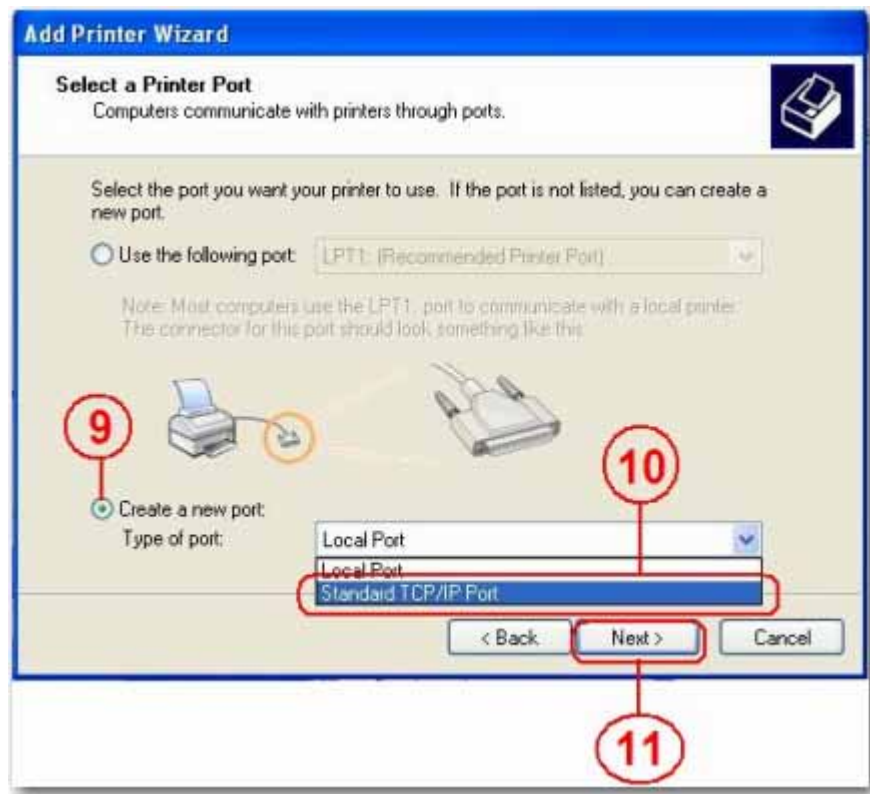 Add Printer Wizard
Select a Printer Port
Computers communicate with printers through ports.
Select the port you want your printer to use. If the port is not listed, you can create a
new port.
Use the following port: LPT1: (Recommended Printer Port)
Note: Most computers use the LPT1: port to communicate with a local printer.
The connector for this port should look something like this:
9
10
Create a new port:
Type of port: Local Port
Local Port
Standard TCP/IP Port
< Back Next > Cancel
11